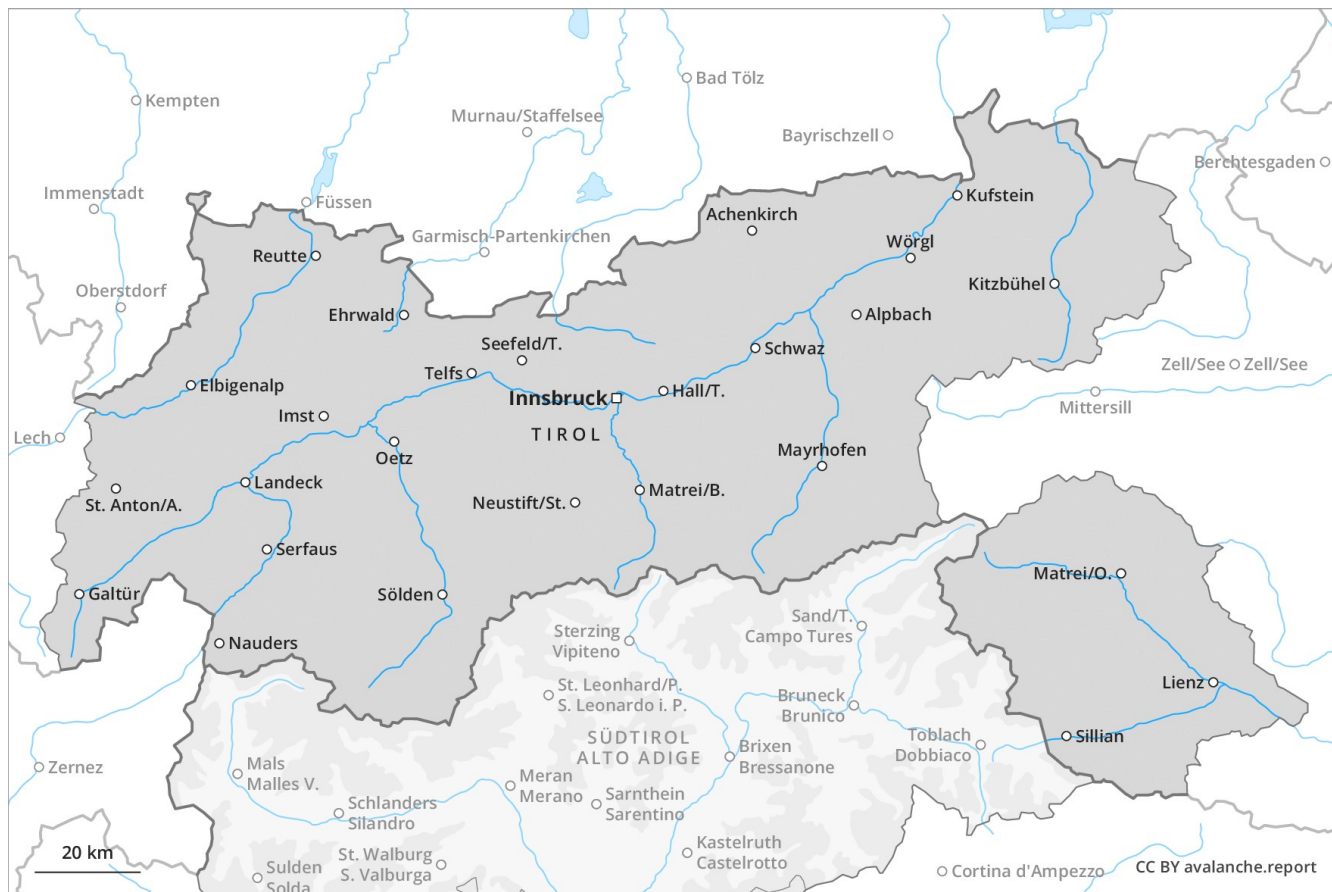 Bad Tölz
Kempten
Murnau/Staffelsee
Bayrischzell
Berchtesgaden
Immenstadt
Füssen
Kufstein
Achenkirch
Garmisch-Partenkirchen
Wörgl
Reutte
Kitzbühel
Oberstdorf
Ehrwald
Alpbach
Seefeld/T.
Schwaz
Zell/See
Zell/See
Telfs
Elbigenalp
Hall/T.
Innsbruck
Mittersill
Imst
TIROL
Lech
Oetz
Mayrhofen
Landeck
Matrei/B.
St. Anton/A.
Neustift/St.
Serfaus
Matrei/O.
Galtür
Sölden
Sand/T.
Campo Tures
Sterzing
Vipiteno
Nauders
Lienz
St. Leonhard/P.
S. Leonardo i. P.
Bruneck
Brunico
Sillian
SÜDTIROL
ALTO ADIGE
Toblach
Dobbiaco
Brixen
Bressanone
Zernez
Mals
Malles V.
Meran
Merano
Sarnthein
Sarentino
Schlanders
Silandro
Kastelruth
Castelrotto
20 km
St. Walburg
S. Valburga
Sulden
Solda
Cortina d'Ampezzo
CC BY avalanche.report